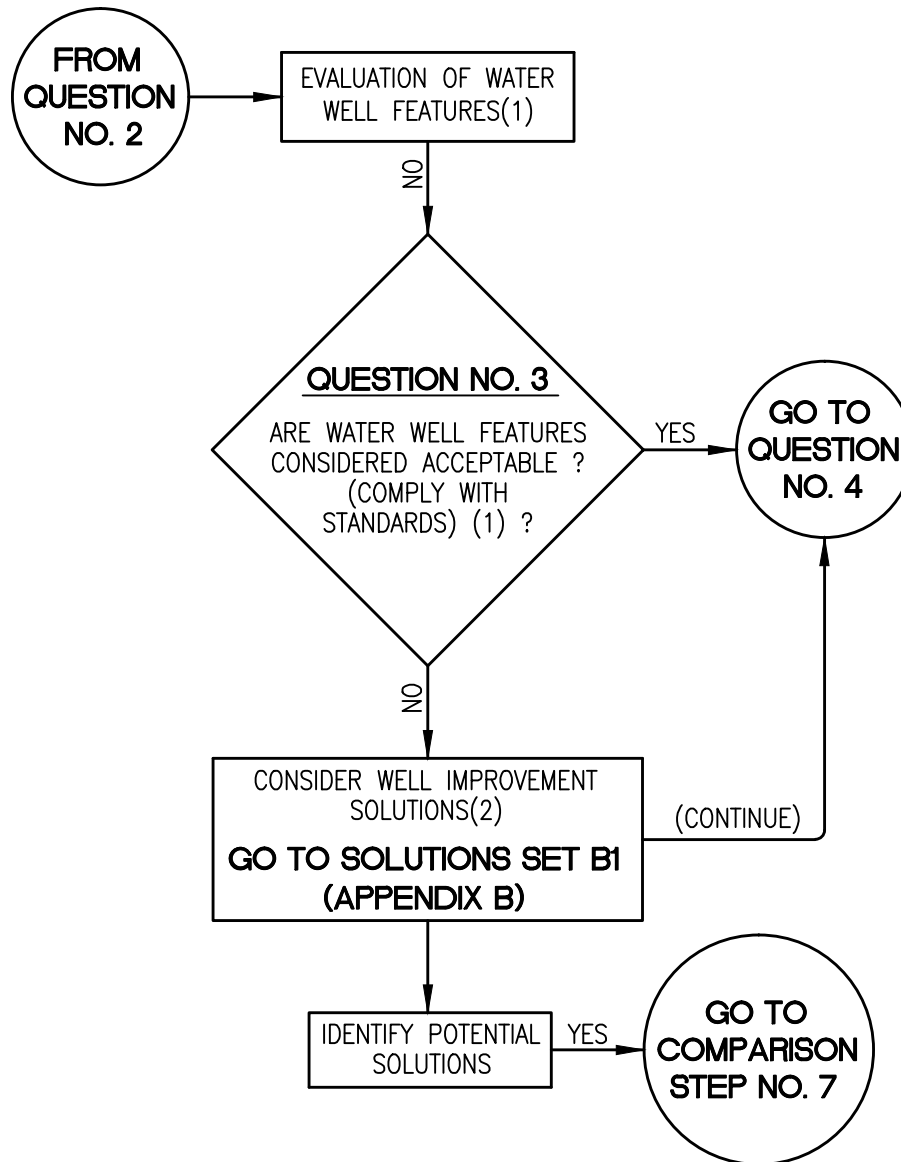 FROM
QUESTION
NO. 2
EVALUATION OF WATER
WELL FEATURES(1)
NO
QUESTION NO. 3
ARE WATER WELL FEATURES
CONSIDERED ACCEPTABLE ?
(COMPLY WITH
STANDARDS) (1) ?
YES
GO TO
QUESTION
NO. 4
NO
CONSIDER WELL IMPROVEMENT
SOLUTIONS(2)
GO TO SOLUTIONS SET B1
(APPENDIX B)
(CONTINUE)
IDENTIFY POTENTIAL
SOLUTIONS
YES
GO TO
COMPARISON
STEP NO. 7